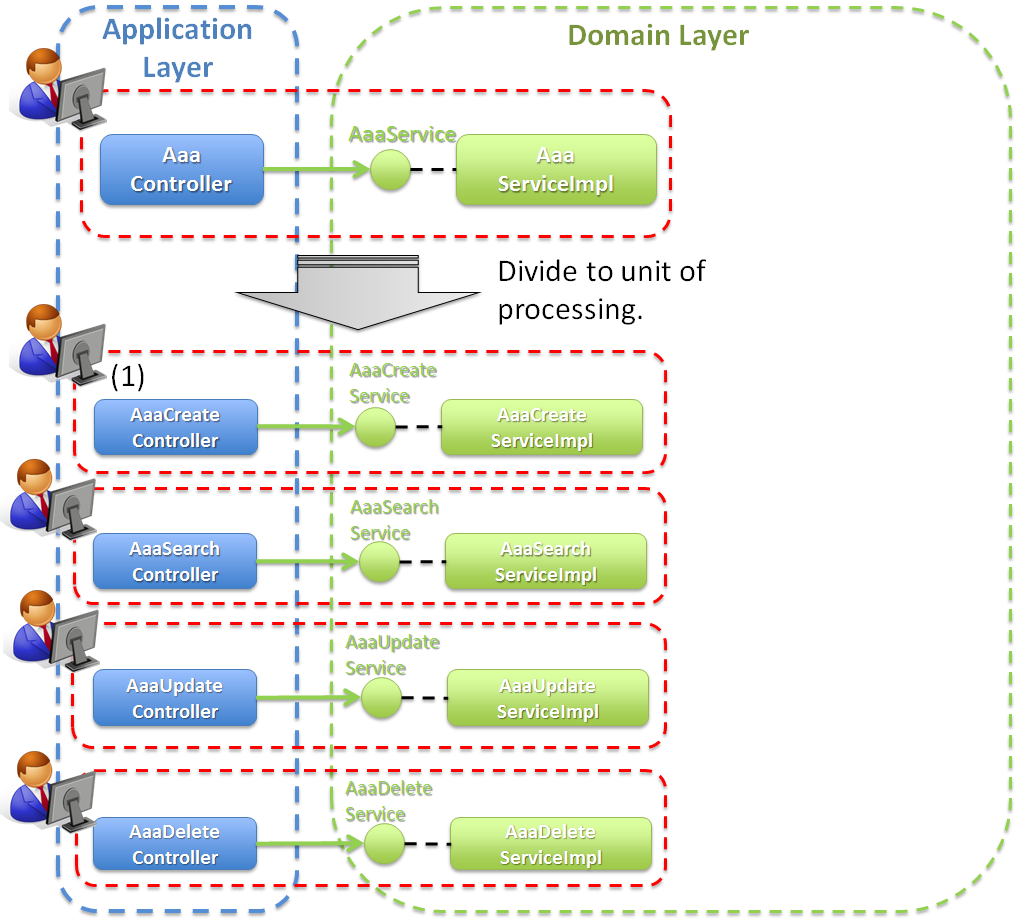 Application
Layer
Domain Layer
AaaService
Aaa
Controller
Aaa
ServiceImpl
Divide to unit of
processing.
(1)
AaaCreate
Service
AaaCreate
Controller
AaaCreate
ServiceImpl
AaaSearch
Service
AaaSearch
Controller
AaaSearch
ServiceImpl
AaaUpdate
Service
AaaUpdate
Controller
AaaUpdate
ServiceImpl
AaaDelete
Service
AaaDelete
Controller
AaaDelete
ServiceImpl